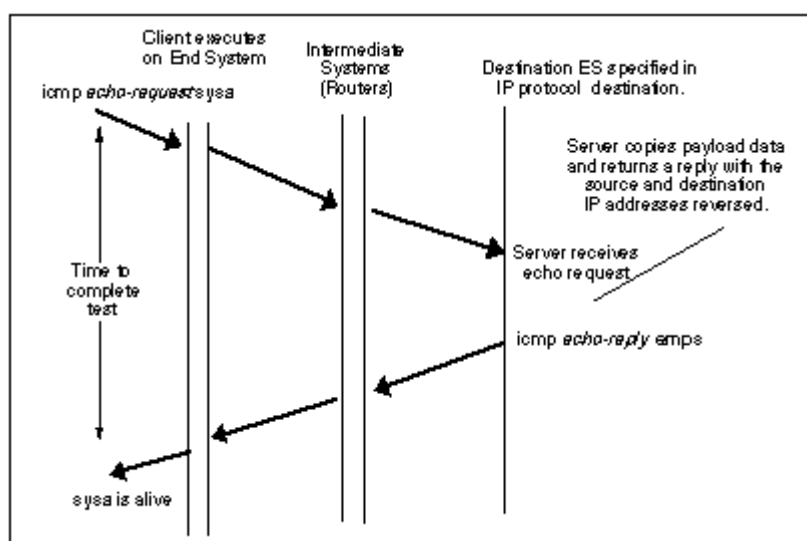 Client executes
on End System
Intermediate
Systems
(Routers)
Destination ES specified in
IP protocol destination.
icmp echo-request sysa
Server copies payload data
and returns a reply with the
source and destination
IP addresses reversed.
Server receives
echo request
Time to
complete
test
icmp echo-reply emps
sysa is alive